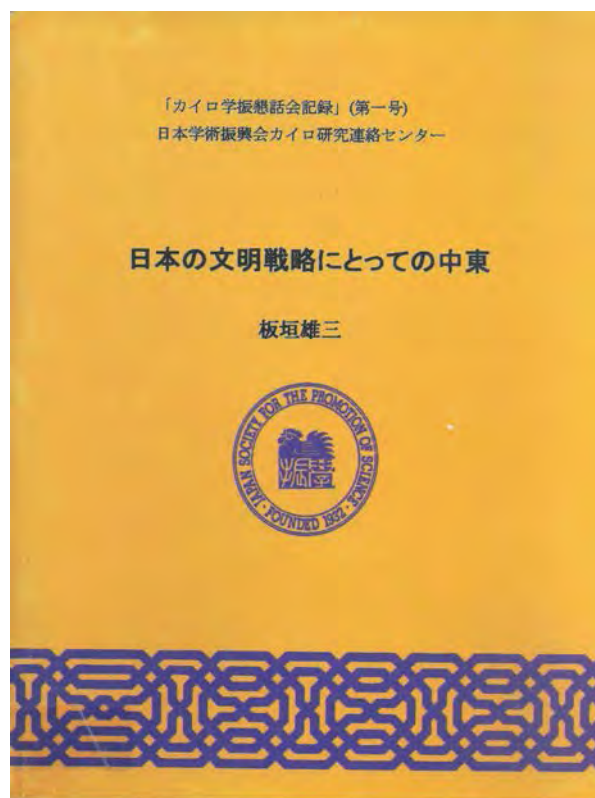 「カイロ学振懇話会記録」(第一号)
日本学術振興会カイロ研究連絡センター
日本の文明戦略にとっての中東
板垣雄三
JAPAN SOCIETY FOR THE PROMOTION OF SCIENCE
・FOUNDED 1932・
学振